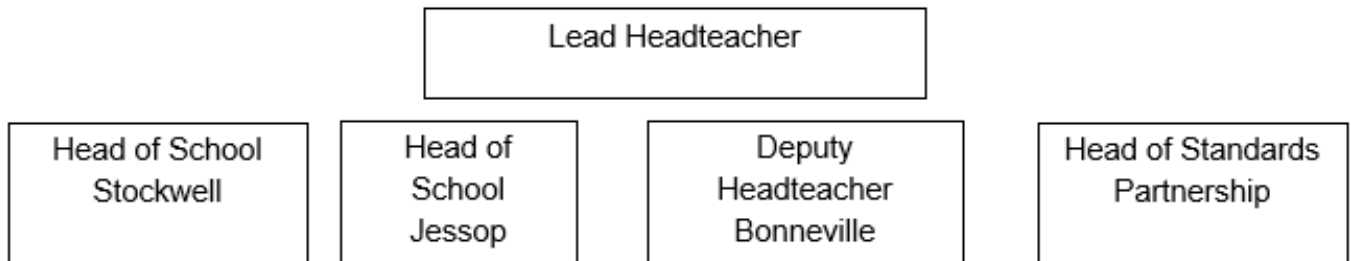 Lead Headteacher
Head of School
Stockwell
Head of
School
Jessop
Deputy
Headteacher
Bonneville
Head of Standards
Partnership